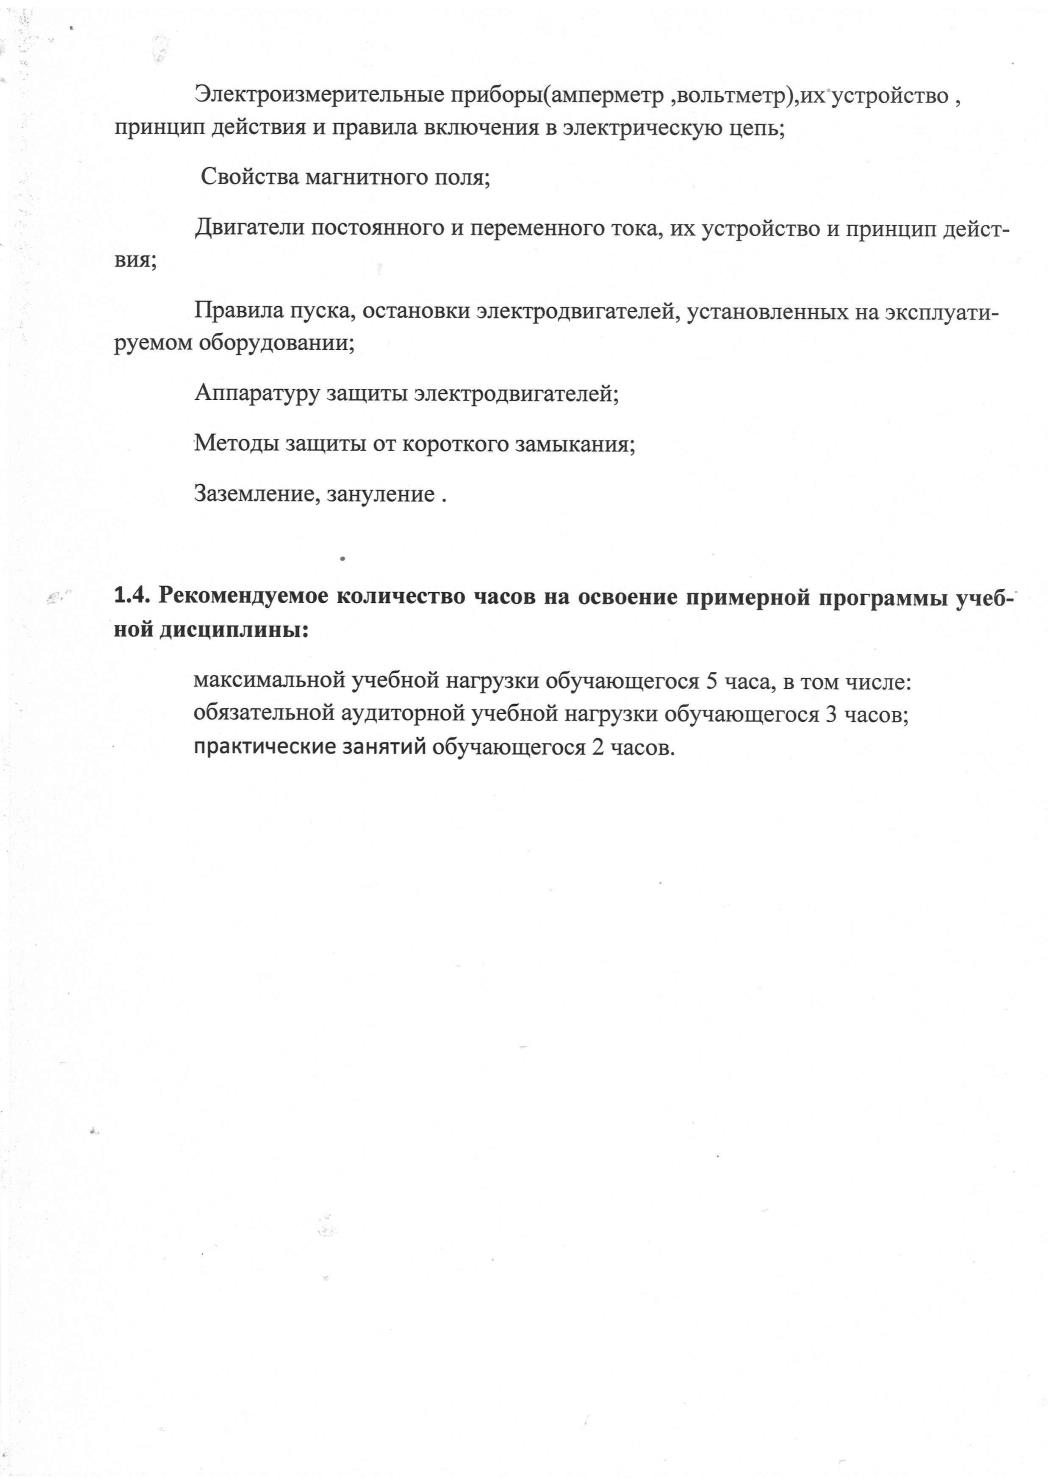 Электроизмерительные приборы(амперметр ,вольтметр),их устройство ,
принцип действия и правила включения в электрическую цепь;
Свойства магнитного поля;
Двигатели постоянного и переменного тока, их устройство и принцип дейст-
вия;
Правила пуска, остановки электродвигателей, установленных на эксплуати-
руемом оборудовании;
Аппаратуру защиты электродвигателей;
Методы защиты от короткого замыкания;
Заземление, зануление .
1.4. Рекомендуемое количество часов на освоение примерной программы учеб-
ной дисциплины:
максимальной учебной нагрузки обучающегося 5 часа, в том числе:
обязательной аудиторной учебной нагрузки обучающегося 3 часов;
практические занятий обучающегося 2 часов.